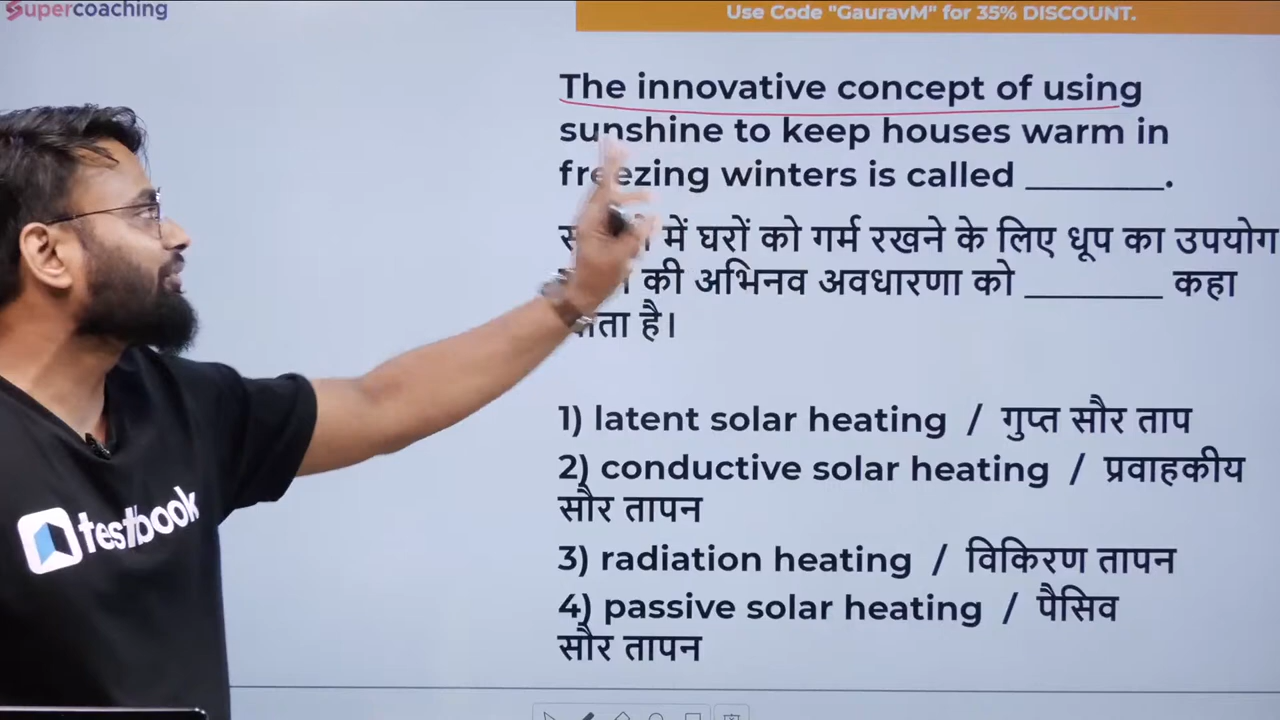 Supercoaching
Use Code "GauravM" for 35% DISCOUNT.
The innovative concept of using
sunshine to keep houses warm in
freezing winters is called ________.
में घरों को गर्म रखने के लिए धूप का उपयोग
की अभिनव अवधारणा को ________ कहा
है।
1) latent solar heating / गुप्त सौर ताप
2) conductive solar heating / प्रवाहकीय
सौर तापन
3) radiation heating / विकिरण तापन
4) passive solar heating / पैसिव
सौर तापन
testbook